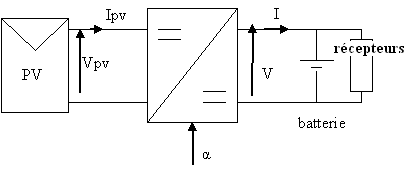 Ipv
I
PV
Vpv
V
récepteurs
batterie
α